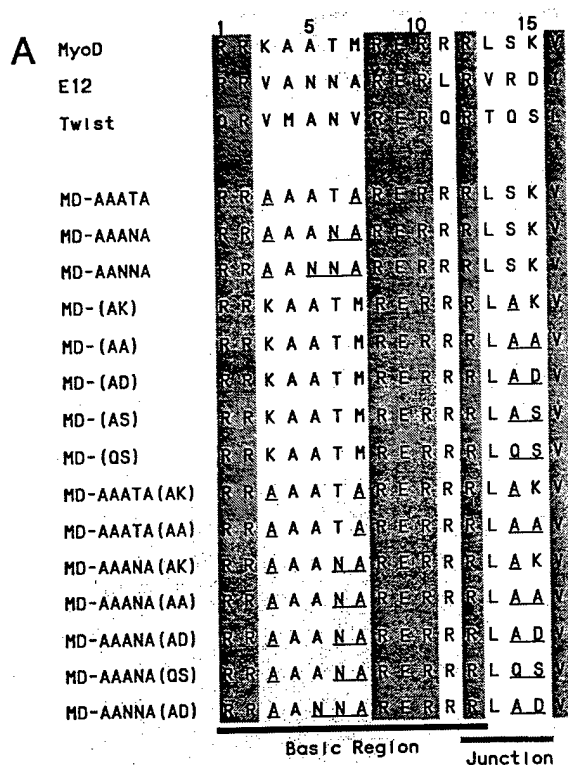 A
1 5 10 15
MyoD R R K A A T M R E R R R L S K V
E12 R R V A N N A R E R L R V R D I
Twist Q R V M A N V R E R Q R T Q S L
MD-AAATA R R A A A T A R E R R R L S K V
MD-AAANA R R A A A N A R E R R R L S K V
MD-AANNA R R A A N N A R E R R R L S K V
MD-(AK) R R K A A T M R E R R R L A K V
MD-(AA) R R K A A T M R E R R R L A A V
MD-(AD) R R K A A T M R E R R R L A D V
MD-(AS) R R K A A T M R E R R R L A S V
MD-(QS) R R K A A T M R E R R R L Q S V
MD-AAATA(AK) R R A A A T A R E R R R L A K V
MD-AAATA(AA) R R A A A T A R E R R R L A A V
MD-AAANA(AK) R R A A A N A R E R R R L A K V
MD-AAANA(AA) R R A A A N A R E R R R L A A V
MD-AAANA(AD) R R A A A N A R E R R R L A D V
MD-AAANA(QS) R R A A A N A R E R R R L Q S V
MD-AANNA(AD) R R A A N N A R E R R R L A D V
Basic Region Junction